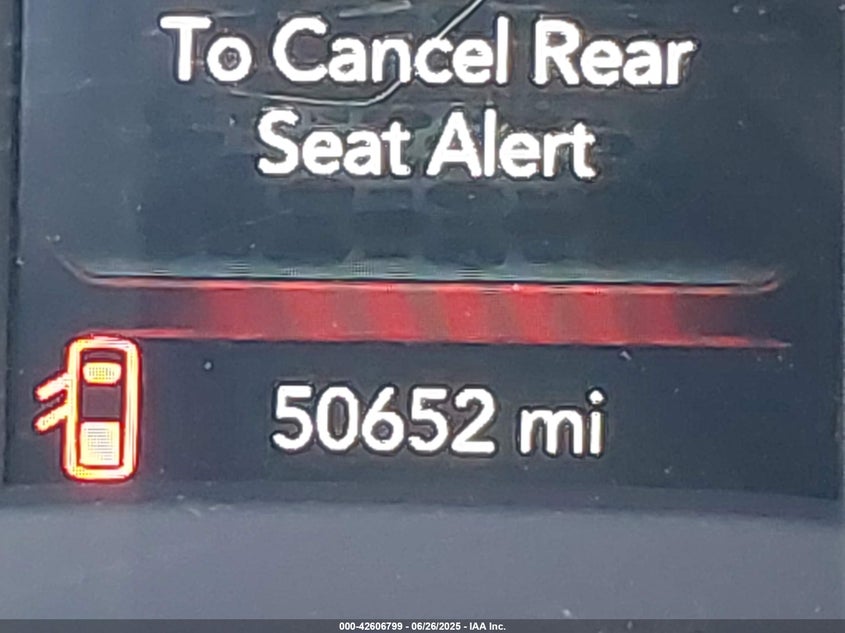 To Cancel Rear
Seat Alert
50652 mi
000-42606799 - 06/26/2025 - IAA Inc.